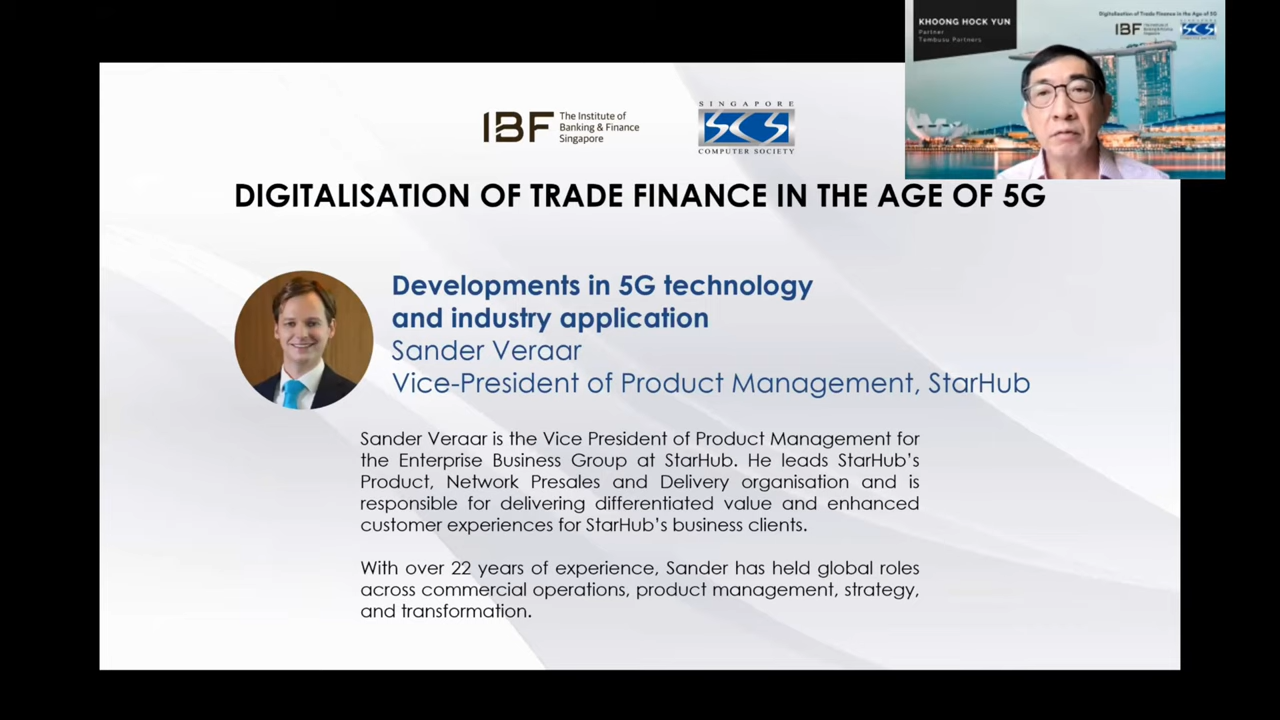 KHOONG HOCK YUN
Partner
Tembusu Partners
Digitalisation of Trade Finance in the Age of 5G
IBF
SCS
IBF
The Institute of
Banking & Finance
Singapore
SINGAPORE
SCS
COMPUTER SOCIETY
DIGITALISATION OF TRADE FINANCE IN THE AGE OF 5G
Developments in 5G technology
and industry application
Sander Veraar
Vice-President of Product Management, StarHub
Sander Veraar is the Vice President of Product Management for
the Enterprise Business Group at StarHub. He leads StarHub's
Product, Network Presales and Delivery organisation and is
responsible for delivering differentiated value and enhanced
customer experiences for StarHub's business clients.
With over 22 years of experience, Sander has held global roles
across commercial operations, product management, strategy,
and transformation.